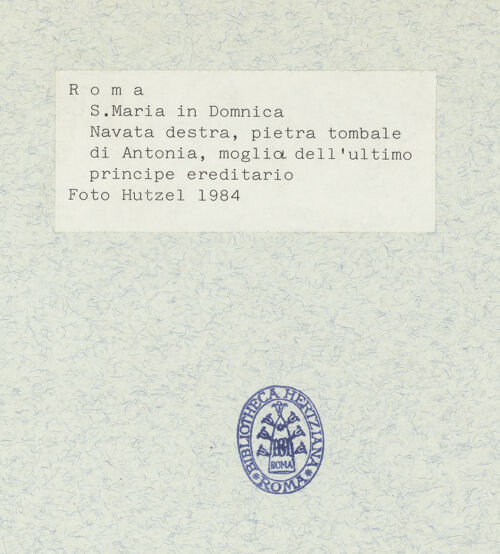 R o m a
S.Maria in Domnica
Navata destra, pietra tombale
di Antonia, moglia dell'ultimo
principe ereditario
Foto Hutzel 1984
BIBLIOTHECA HERTZIANA
ROMA
BH
ROMA